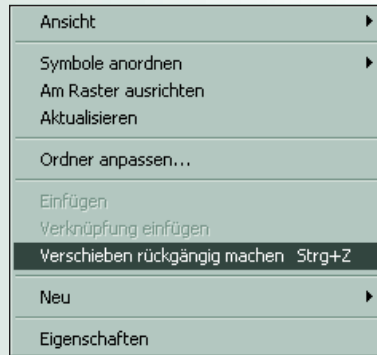 Ansicht
Symbole anordnen
Am Raster ausrichten
Aktualisieren
Ordner anpassen...
Einfügen
Verknüpfung einfügen
Verschieben rückgängig machen Strg+Z
Neu
Eigenschaften